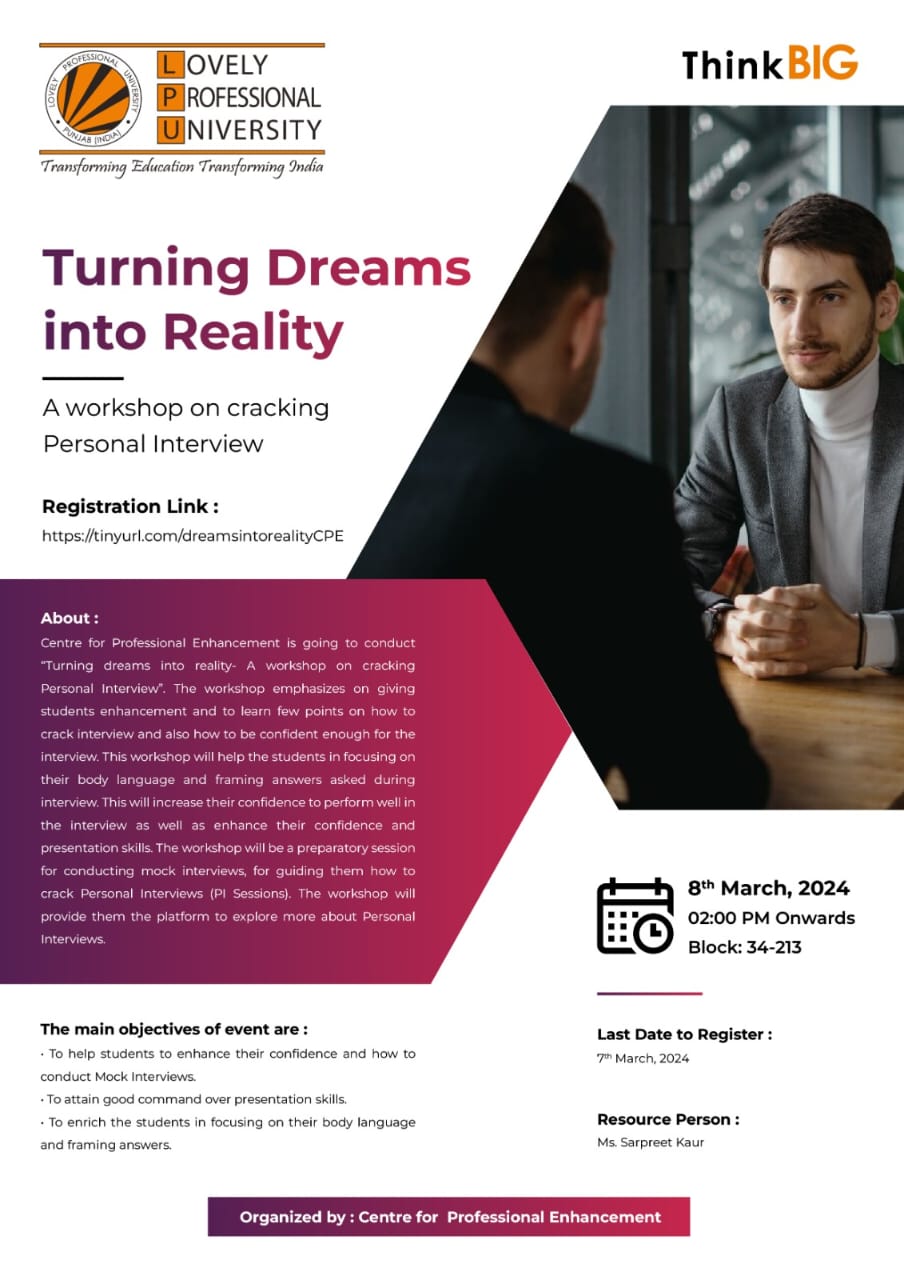 LOVELY PROFESSIONAL UNIVERSITY
PUNJAB (INDIA)
LOVELY
PROFESSIONAL
UNIVERSITY
Transforming Education Transforming India
ThinkBIG
Turning Dreams
into Reality
A workshop on cracking
Personal Interview
Registration Link :
https://tinyurl.com/dreamsintorealityCPE
About :
Centre for Professional Enhancement is going to conduct
“Turning dreams into reality- A workshop on cracking
Personal Interview”. The workshop emphasizes on giving
students enhancement and to learn few points on how to
crack interview and also how to be confident enough for the
interview. This workshop will help the students in focusing on
their body language and framing answers asked during
interview. This will increase their confidence to perform well in
the interview as well as enhance their confidence and
presentation skills. The workshop will be a preparatory session
for conducting mock interviews, for guiding them how to
crack Personal Interviews (PI Sessions). The workshop will
provide them the platform to explore more about Personal
Interviews.
The main objectives of event are :
• To help students to enhance their confidence and how to
conduct Mock Interviews.
• To attain good command over presentation skills.
• To enrich the students in focusing on their body language
and framing answers.
8th March, 2024
02:00 PM Onwards
Block: 34-213
Last Date to Register :
7th March, 2024
Resource Person :
Ms. Sarpreet Kaur
Organized by : Centre for Professional Enhancement